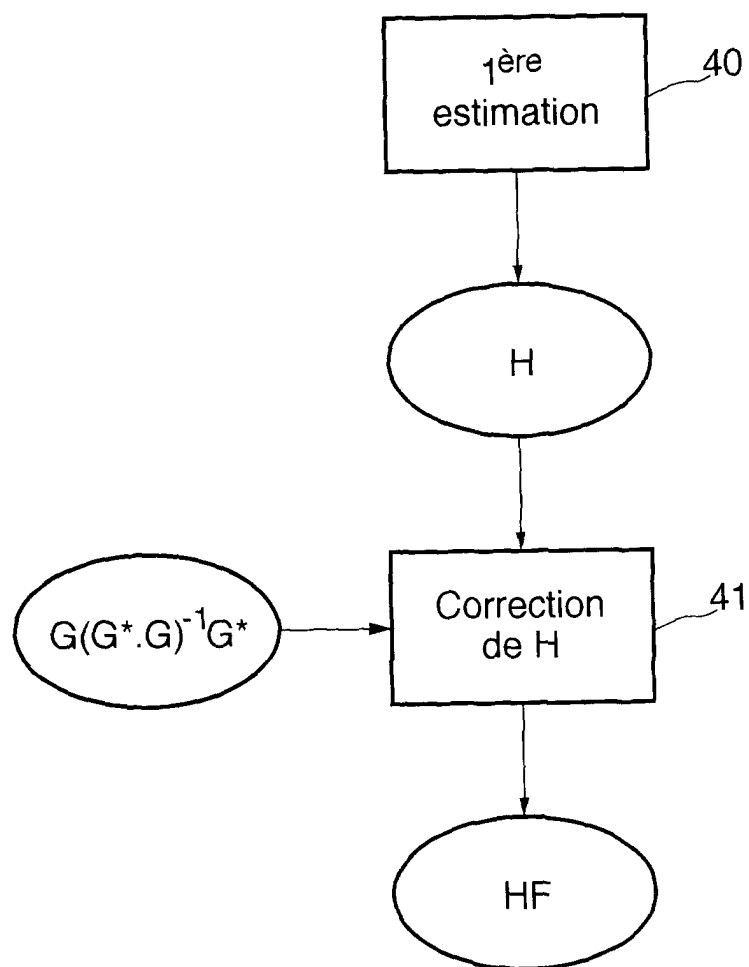 1ère
estimation
40
H
G(G*.G)-1G*
Correction
de H
41
HF